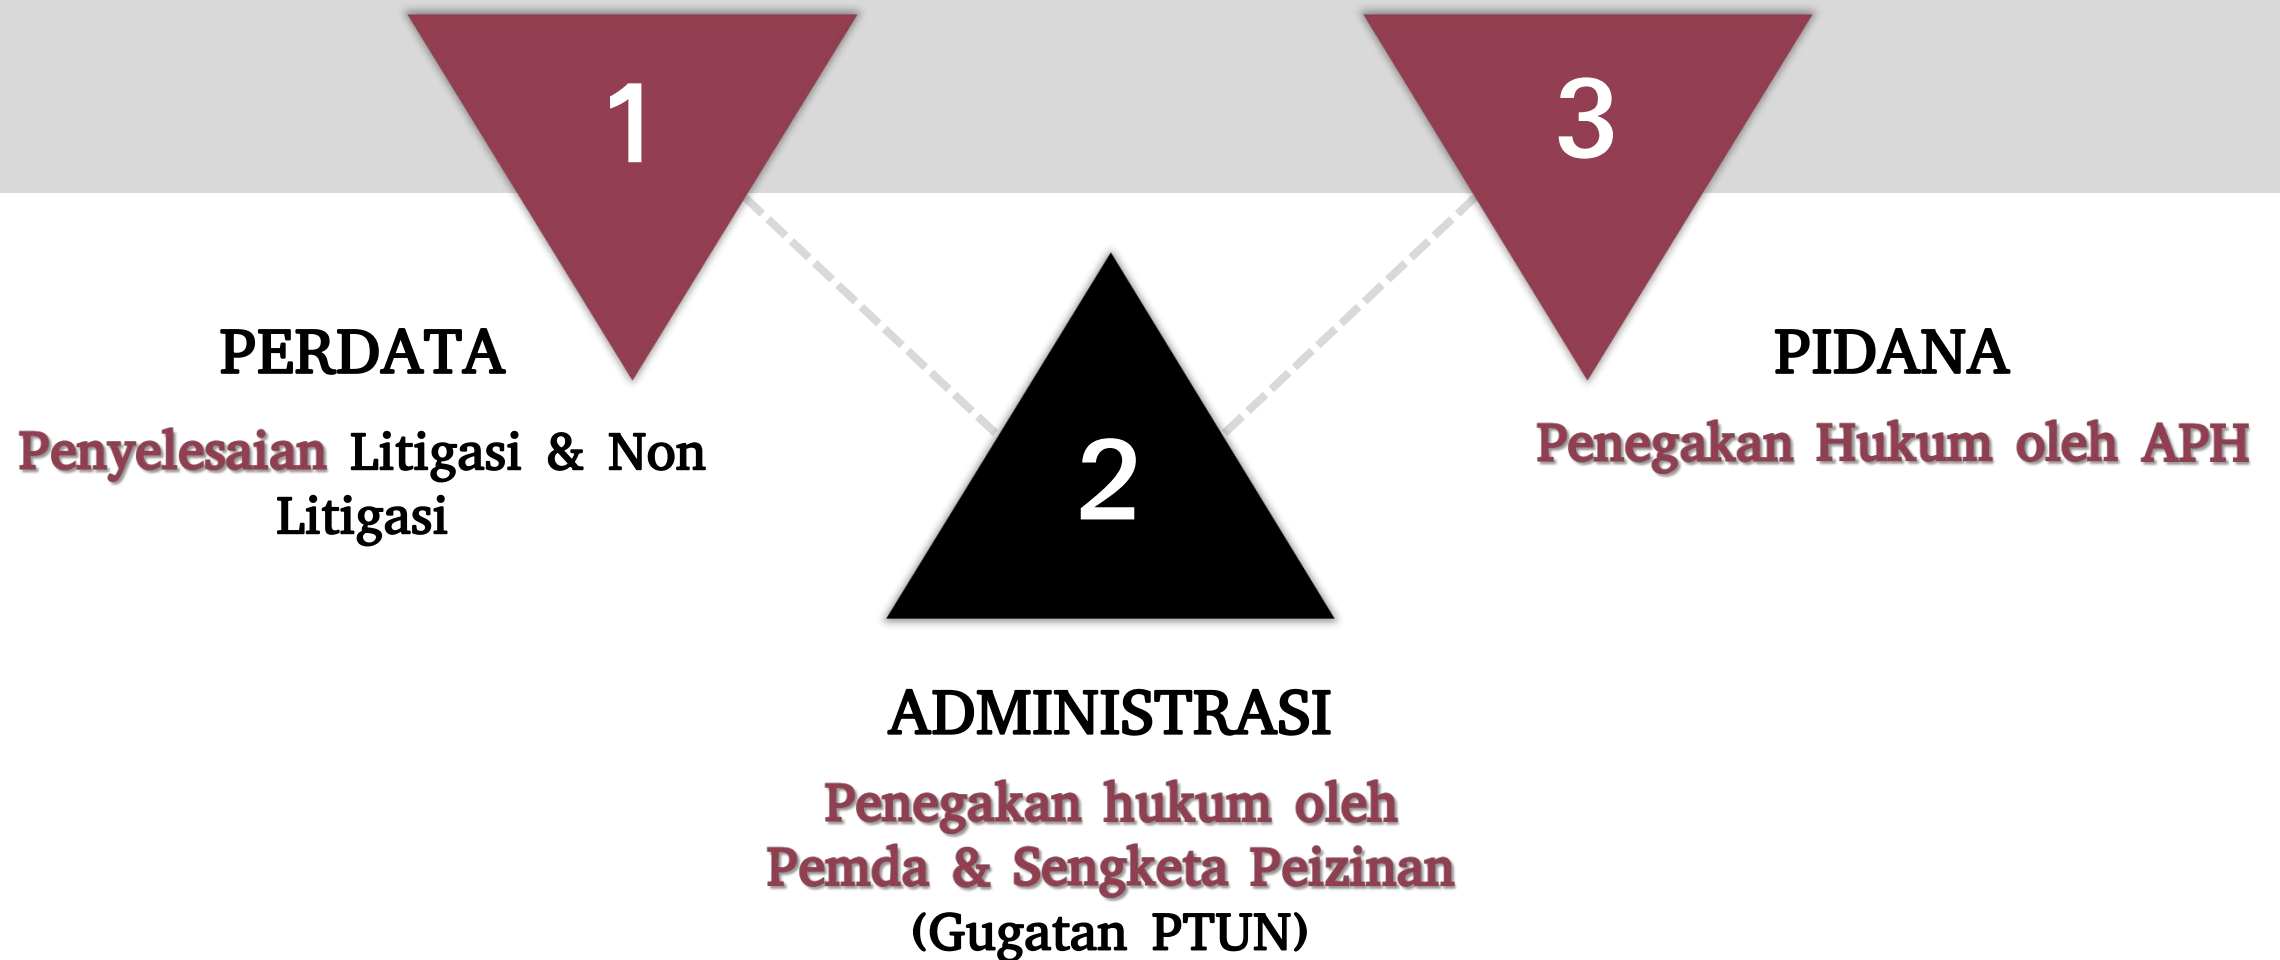 1
PERDATA
Penyelesaian Litigasi & Non
Litigasi
2
ADMINISTRASI
Penegakan hukum oleh
Pemda & Sengketa Peizinan
(Gugatan PTUN)
3
PIDANA
Penegakan Hukum oleh APH